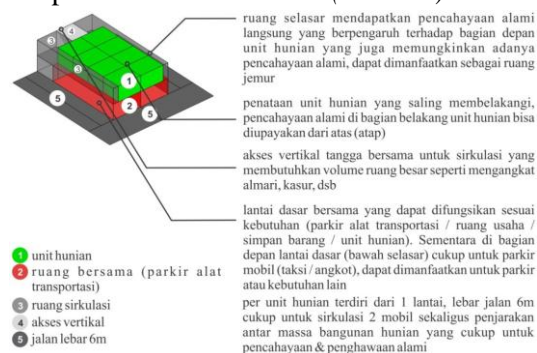 ruang selasar mendapatkan pencahayaan alami
langsung yang berpengaruh terhadap bagian depan
unit hunian yang juga memungkinkan adanya
pencahayaan alami, dapat dimanfaatkan sebagai ruang
jemur
penataan unit hunian yang saling membelakangi,
pencahayaan alami di bagian belakang unit hunian bisa
diupayakan dari atas (atap)
akses vertikal tangga bersama untuk sirkulasi yang
membutuhkan volume ruang besar seperti mengangkat
almari, kasur, dsb
lantai dasar bersama yang dapat difungsikan sesuai
kebutuhan (parkir alat transportasi / ruang usaha /
simpan barang / unit hunian). Sementara di bagian
depan lantai dasar (bawah selasar) cukup untuk parkir
mobil (taksi / angkot), dapat dimanfaatkan untuk parkir
atau kebutuhan lain
per unit hunian terdiri dari 1 lantai, lebar jalan 6m
cukup untuk sirkulasi 2 mobil sekaligus penjarakan
antar massa bangunan hunian yang cukup untuk
pencahayaan & penghawaan alami
4
3
3
1
5
2
5
1 unit hunian
2 ruang bersama (parkir alat
transportasi)
3 ruang sirkulasi
4 akses vertikal
5 jalan lebar 6m